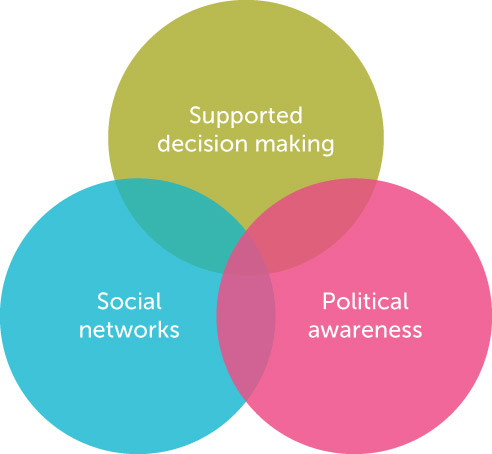 Supported
decision making
Social
networks
Political
awareness